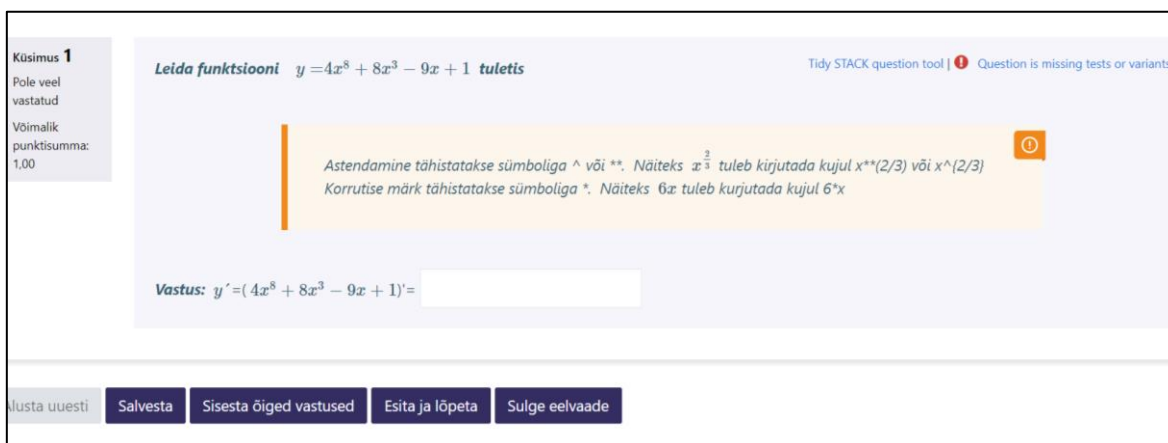 Küsimus 1
Pole veel
vastatud
Võimalik
punktisumma:
1,00
Leida funktsiooni y =4x⁸ + 8x³ − 9x + 1 tuletis
Tidy STACK question tool | Question is missing tests or variants
Astendamine tähistatakse sümboliga ^ või **. Näiteks x^(2/3) tuleb kirjutada kujul x**(2/3) või x^(2/3)
Korrutise märk tähistatakse sümboliga *. Näiteks 6x tuleb kurjutada kujul 6*x
Vastus: y´=( 4x⁸ + 8x³ − 9x + 1)'=
Alusta uuesti
Salvesta
Sisesta õiged vastused
Esita ja lõpeta
Sulge eelvaade